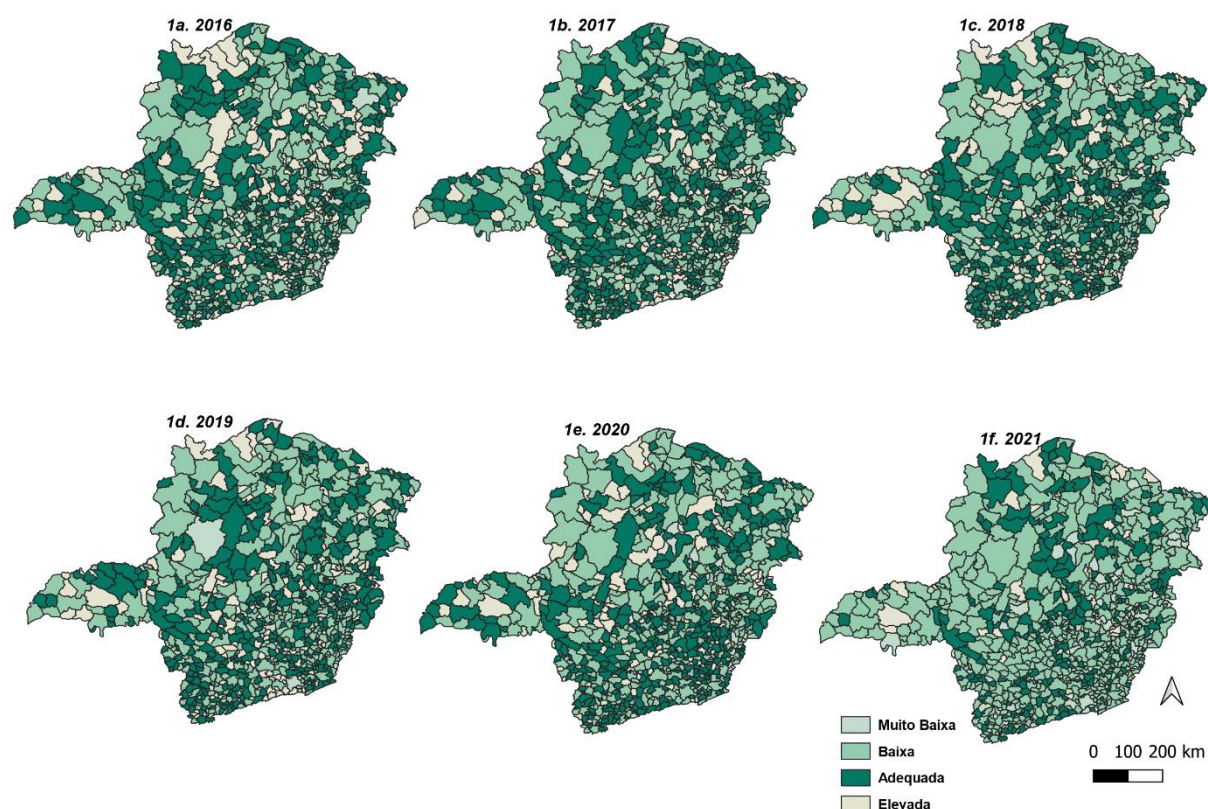 1a. 2016
1b. 2017
1c. 2018
1d. 2019
1e. 2020
1f. 2021
Muito Baixa
Baixa
Adequada
Elevada
0 100 200 km